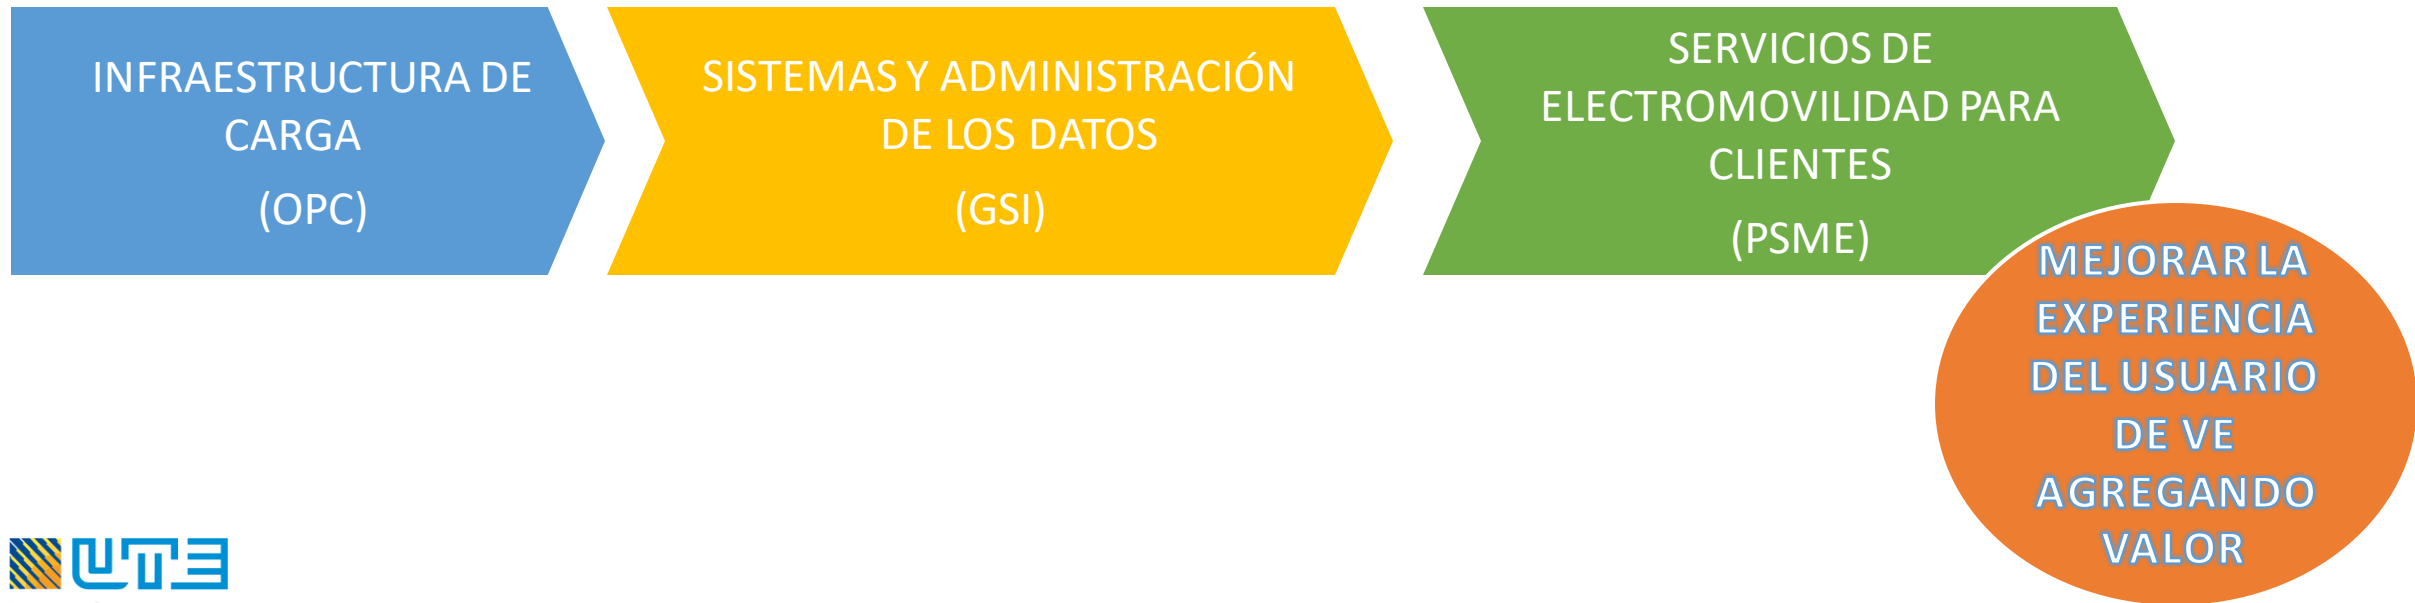 INFRAESTRUCTURA DE
CARGA
(OPC)
SISTEMAS Y ADMINISTRACIÓN
DE LOS DATOS
(GSI)
SERVICIOS DE
ELECTROMOVILIDAD PARA
CLIENTES
(PSME)
MEJORAR LA
EXPERIENCIA
DEL USUARIO
DE VE
AGREGANDO
VALOR
UTE